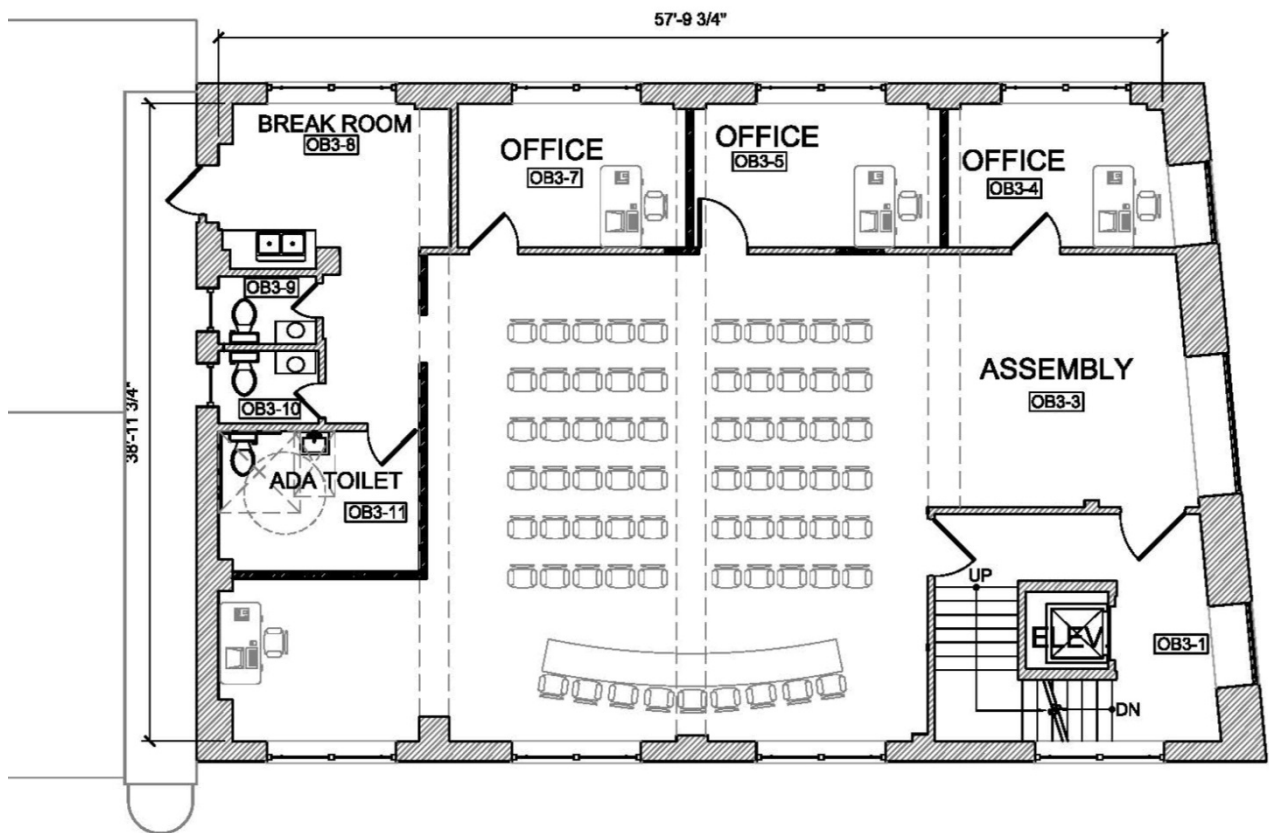 57'-9 3/4"
BREAK ROOM
OB3-8
OFFICE
OB3-7
OFFICE
OB3-5
OFFICE
OB3-4
OB3-9
OB3-10
38'-11 3/4"
ASSEMBLY
OB3-3
ADA TOILET
OB3-11
UP
ELEV
OB3-1
DN